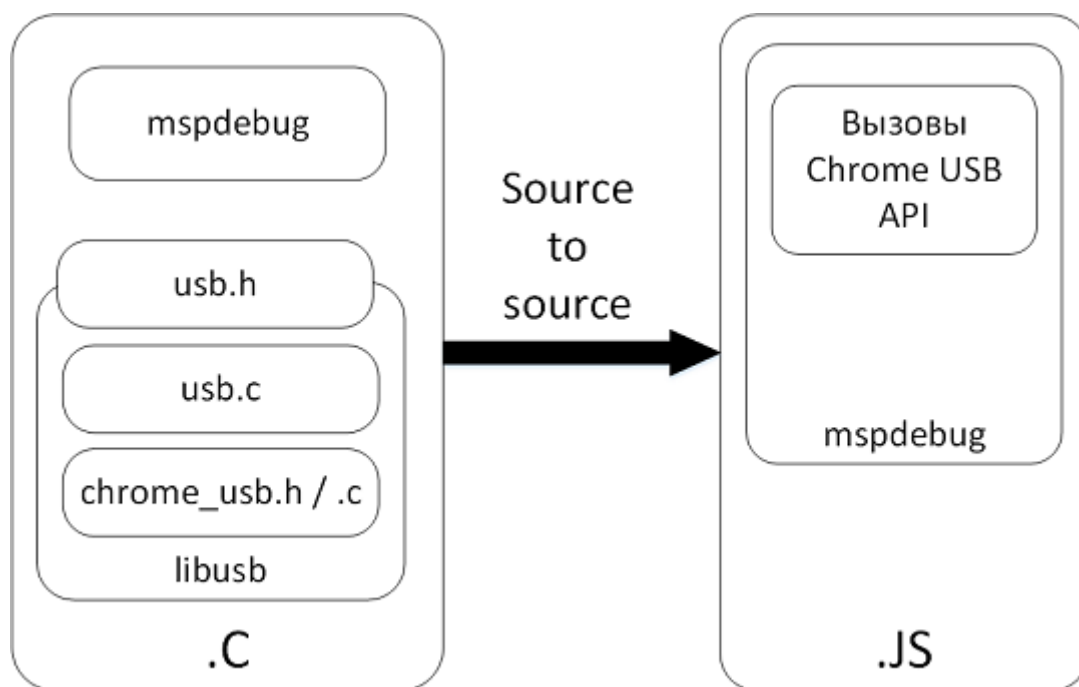 mspdebug
usb.h
usb.c
chrome_usb.h / .c
libusb
.C
Source
to
source
Вызовы
Chrome USB
API
mspdebug
.JS